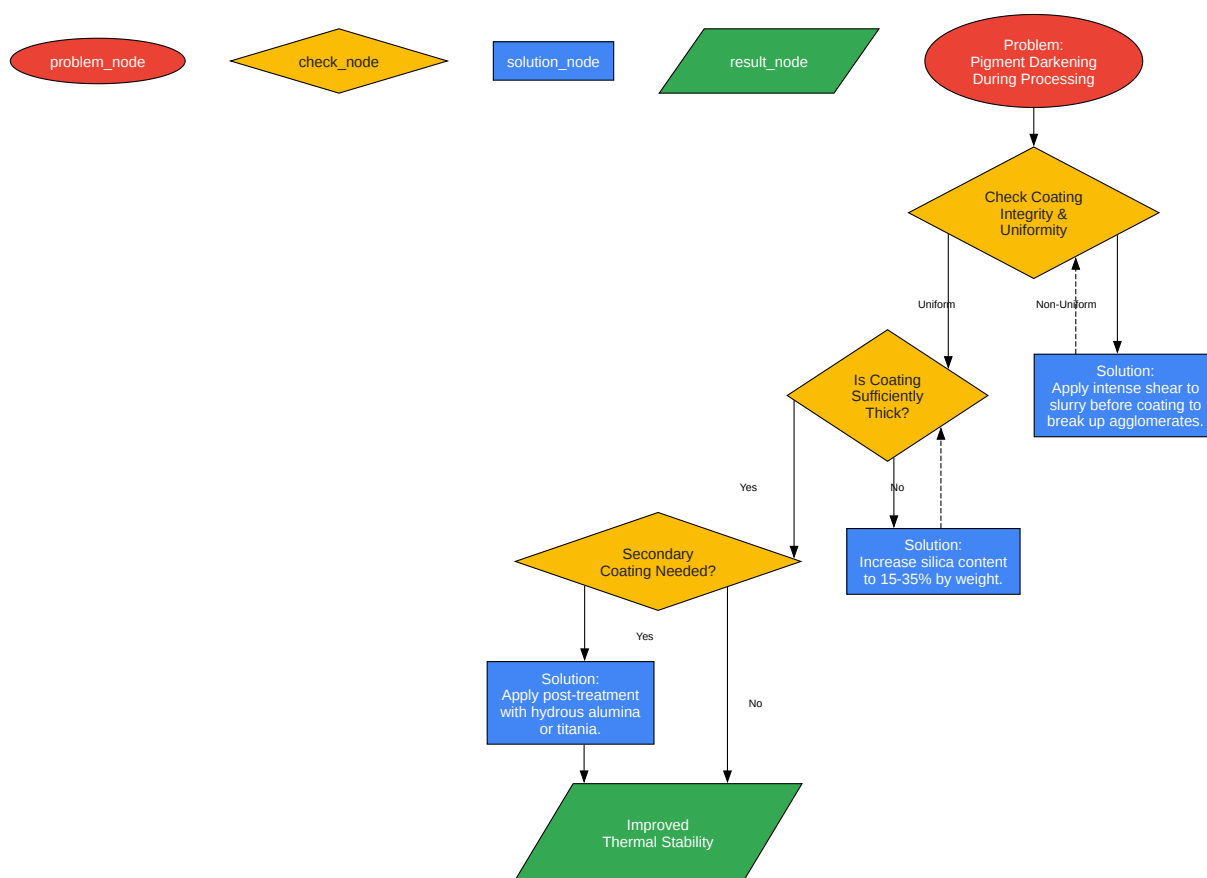 problem_node
check_node
solution_node
result_node
Problem:
Pigment Darkening
During Processing
Check Coating
Integrity &
Uniformity
Uniform
Non-Uniform
Solution:
Apply intense shear to
slurry before coating to
break up agglomerates.
Is Coating
Sufficiently
Thick?
Yes
No
Solution:
Increase silica content
to 15-35% by weight.
Secondary
Coating Needed?
Yes
No
Solution:
Apply post-treatment
with hydrous alumina
or titania.
Improved
Thermal Stability